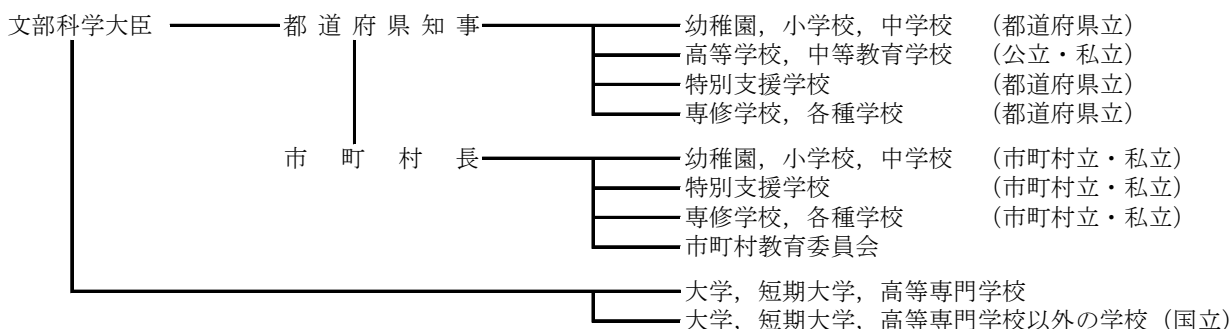 文部科学大臣 都道府県知事 幼稚園，小学校，中学校 （都道府県立）
高等学校，中等教育学校 （公立・私立）
特別支援学校 （都道府県立）
専修学校，各種学校 （都道府県立）
市町村長 幼稚園，小学校，中学校 （市町村立・私立）
特別支援学校 （市町村立・私立）
専修学校，各種学校 （市町村立・私立）
市町村教育委員会
大学，短期大学，高等専門学校
大学，短期大学，高等専門学校以外の学校（国立）